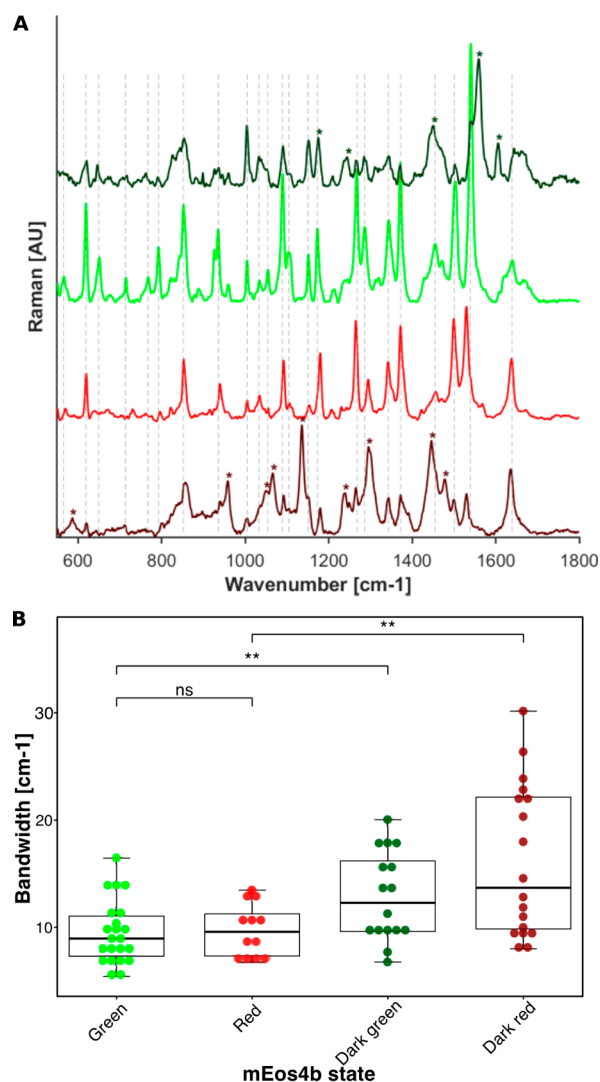 A
* * * * *
Raman [AU]
* * * * * * * * *
600 800 1000 1200 1400 1600 1800
Wavenumber [cm-1]
B
**
**
ns
Bandwidth [cm-1]
30
20
10
Green Red Dark green Dark red
mEos4b state